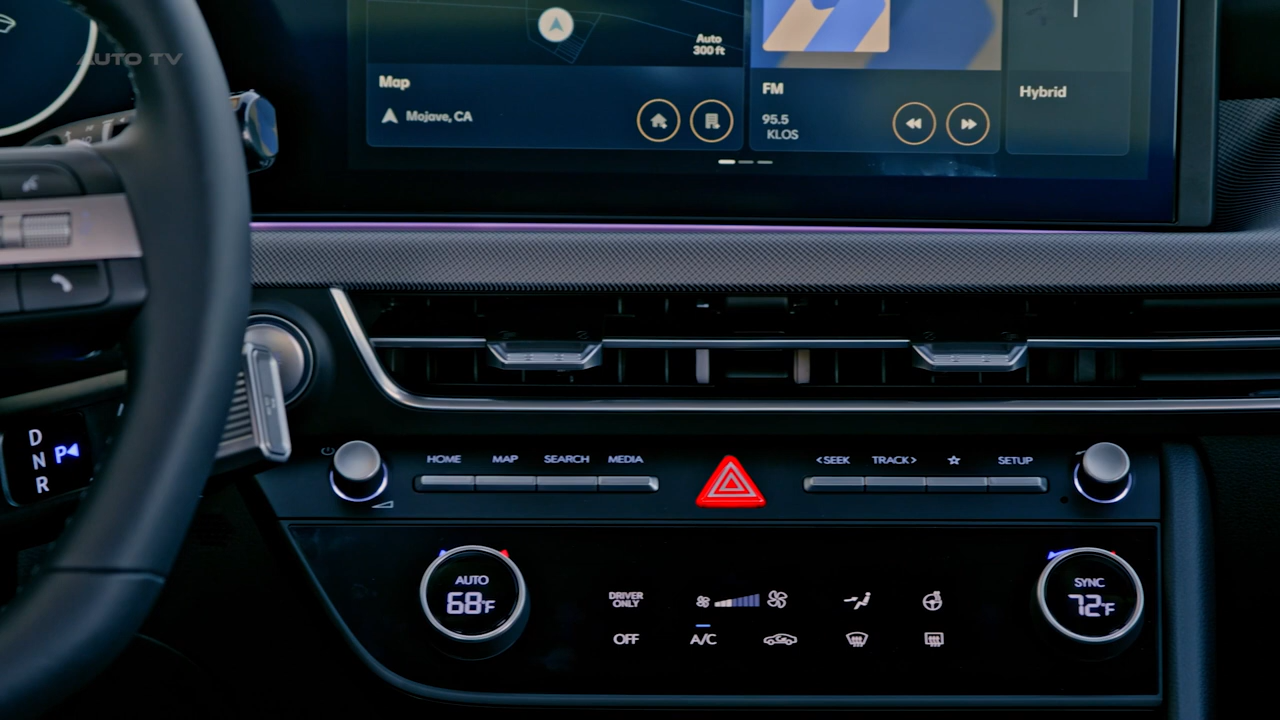 AUTO TV
Auto
300 ft
Map
Mojave, CA
FM
95.5
KLOS
Hybrid
D
N
R
P
HOME MAP SEARCH MEDIA
<SEEK TRACK> SETUP
AUTO
68°F
DRIVER
ONLY
OFF
A/C
SYNC
72°F